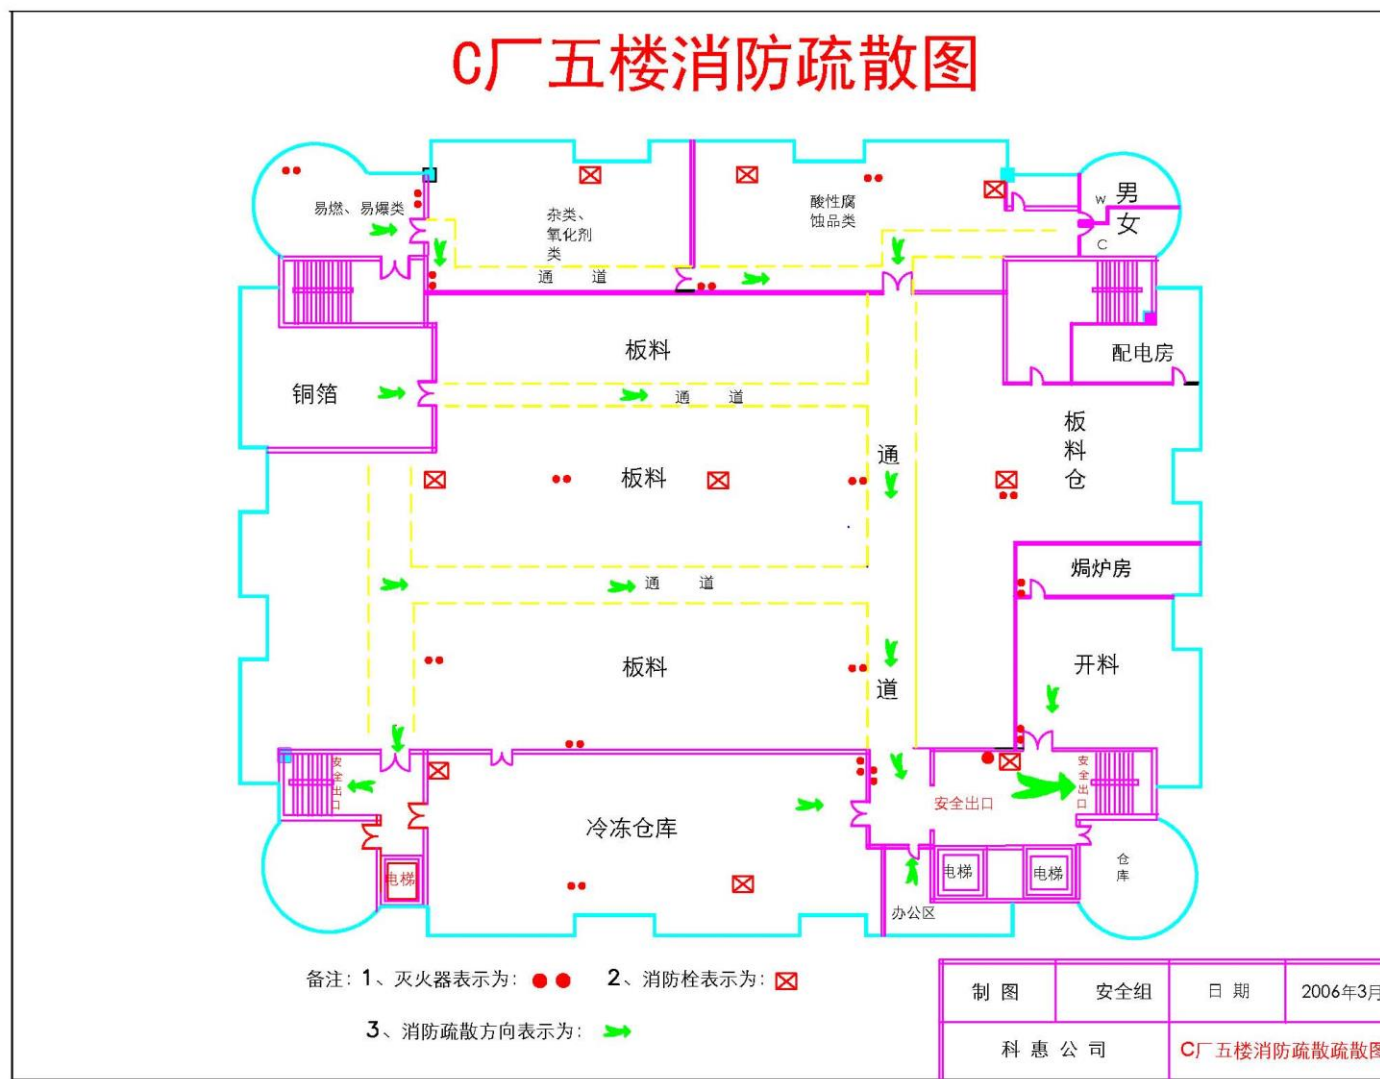 C厂五楼消防疏散图
易燃、易爆类
杂类、
氧化剂
类
酸性腐
蚀品类
W
男
女
C
通 道
板料
配电房
铜箔
通 道
板料仓
通
板料
焗炉房
通 道
开料
板料
道
安全出口
安全出口
安全出口
冷冻仓库
电梯
电梯
电梯
仓库
办公区
备注: 1、灭火器表示为: 2、消防栓表示为:
3、消防疏散方向表示为:
制 图 安全组 日 期 2006年3月
科 惠 公 司 C厂五楼消防疏散疏散图